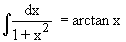 ∫ dx / (1 + x²) = arctan x